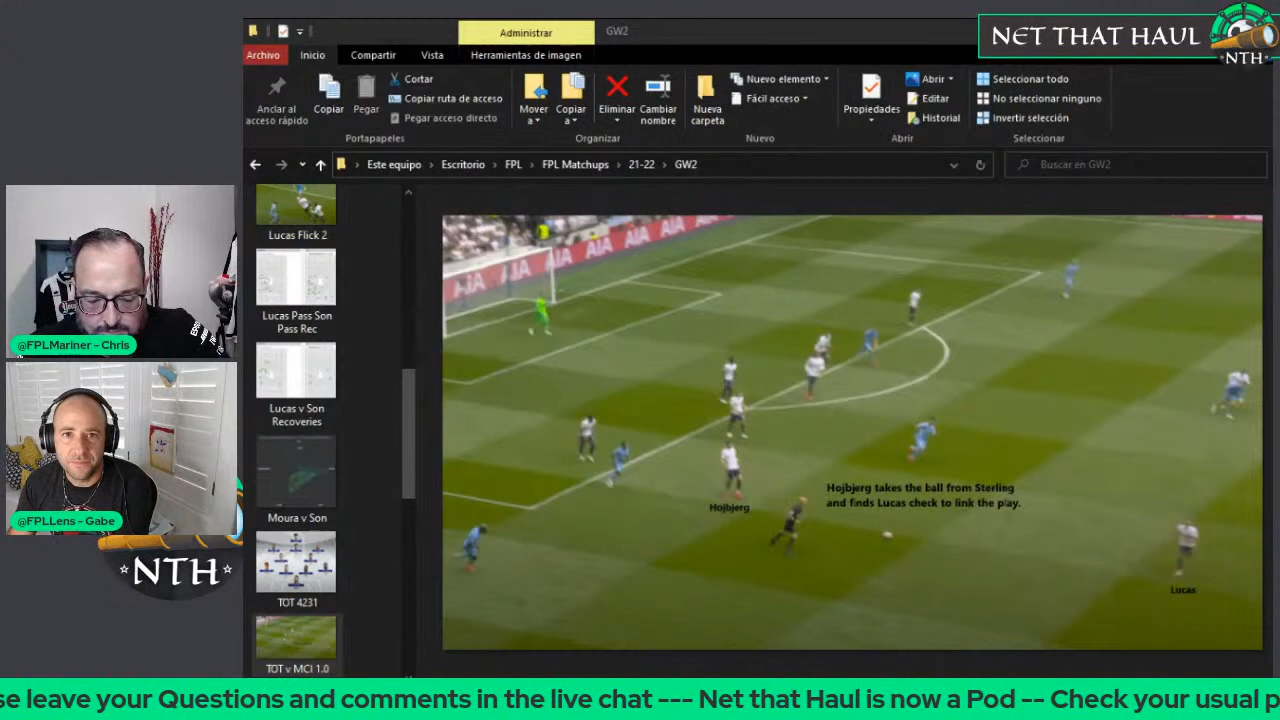 Administrar
GW2
NET THAT HAUL
NTH
Archivo
Inicio
Compartir
Vista
Herramientas de imagen
Anclar al
acceso rápido
Copiar
Pegar
Cortar
Copiar ruta de acceso
Pegar acceso directo
Portapapeles
Mover
a
Copiar
a
Eliminar
Cambiar
nombre
Organizar
Nueva
carpeta
Nuevo elemento
Fácil acceso
Nuevo
Propiedades
Abrir
Editar
Historial
Abrir
Seleccionar todo
No seleccionar ninguno
Invertir selección
Seleccionar
Este equipo
Escritorio
FPL
FPL Matchups
21-22
GW2
Buscar en GW2
Lucas Flick 2
Lucas Pass Son
Pass Rec
Lucas v Son
Recoveries
Moura v Son
TOT 4231
TOT v MCI 1.0
AIA
AIA
AIA
AIA
AIA
Hojbjerg takes the ball from Sterling
and finds Lucas check to link the play.
Hojbjerg
Lucas
@FPLMariner - Chris
@FPLLens - Gabe
NTH
se leave your Questions and comments in the live chat --- Net that Haul is now a Pod -- Check your usual p